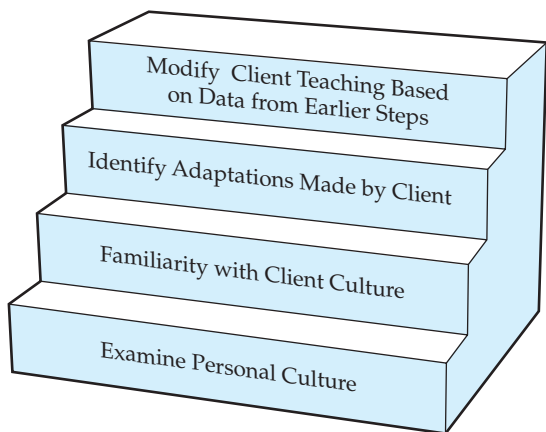 Modify Client Teaching Based
on Data from Earlier Steps
Identify Adaptations Made by Client
Familiarity with Client Culture
Examine Personal Culture